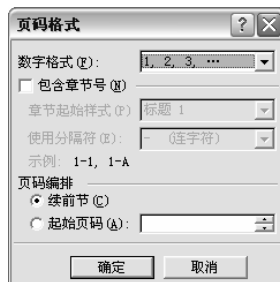 页码格式
数字格式(F): 1, 2, 3, …
包含章节号(N)
章节起始样式(P) 标题 1
使用分隔符(E): - (连字符)
示例: 1-1, 1-A
页码编排
续前节(C)
起始页码(A):
确定 取消